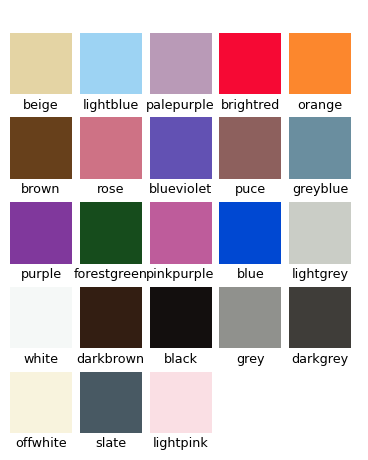 beige lightblue palepurple brightred orange
brown rose blueviolet puce greyblue
purple forestgreen pinkpurple blue lightgrey
white darkbrown black grey darkgrey
offwhite slate lightpink